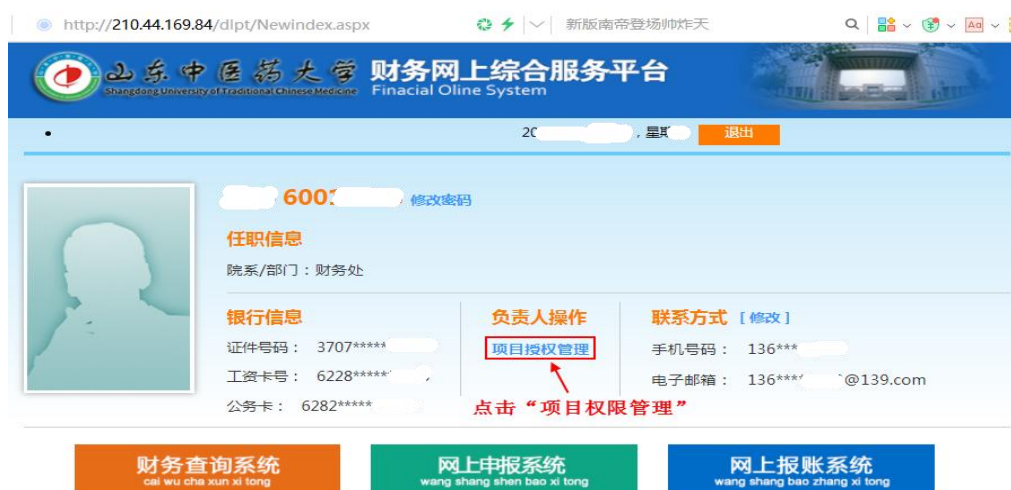 http://210.44.169.84/dlpt/Newindex.aspx 新版南帝登场帅炸天
山东中医药大学 财务网上综合服务平台
Shangdong University of Traditional Chinese Medicine Finacial Oline System
20 , 星期 退出
6001 修改密码
任职信息
院系/部门：财务处
银行信息 负责人操作 联系方式 [修改]
证件号码： 3707***** 项目授权管理 手机号码： 136***
工资卡号： 6228***** 电子邮箱： 136**** @139.com
公务卡： 6282***** 点击“项目权限管理”
财务查询系统 网上申报系统 网上报账系统
cai wu cha xun xi tong wang shang shen bao xi tong wang shang bao zhang xi tong